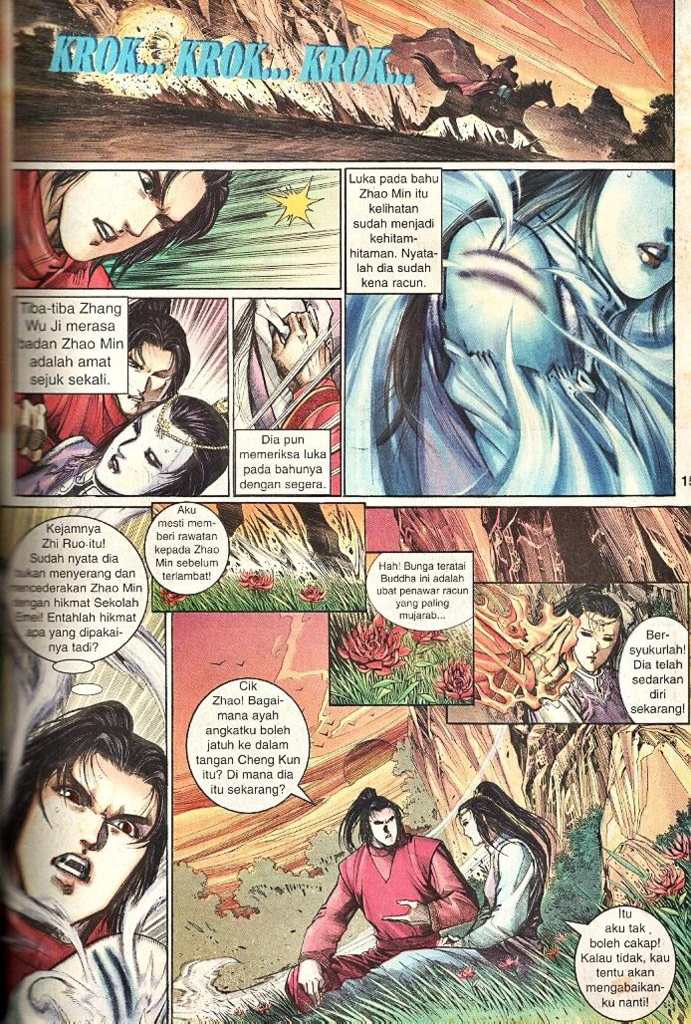 KROK... KROK... KROK...
Luka pada bahu
Zhao Min itu
kelihatan
sudah menjadi
kehitam-
hitaman. Nyata-
lah dia sudah
kena racun.
Tiba-tiba Zhang
Wu Ji merasa
badan Zhao Min
adalah amat
sejuk sekali.
Dia pun
memeriksa luka
pada bahunya
dengan segera.
15
Kejamnya
Zhi Ruo-itu!
Sudah nyata dia
bukan menyerang dan
mencederakan Zhao Min
dengan hikmat Sekolah
Emei! Entahlah hikmat
apa yang dipakai-
nya tadi?
Aku
mesti mem-
beri rawatan
kepada Zhao
Min sebelum
terlambat!
Hah! Bunga teratai
Buddha ini adalah
ubat penawar racun
yang paling
mujarab...
Ber-
syukurlah!
Dia telah
sedarkan
diri
sekarang!
Cik
Zhao! Bagai-
mana ayah
angkatku boleh
jatuh ke dalam
tangan Cheng Kun
itu? Di mana dia
itu sekarang?
Itu
aku tak
boleh cakap!
Kalau tidak, kau
tentu akan
mengabaikan-
ku nanti!